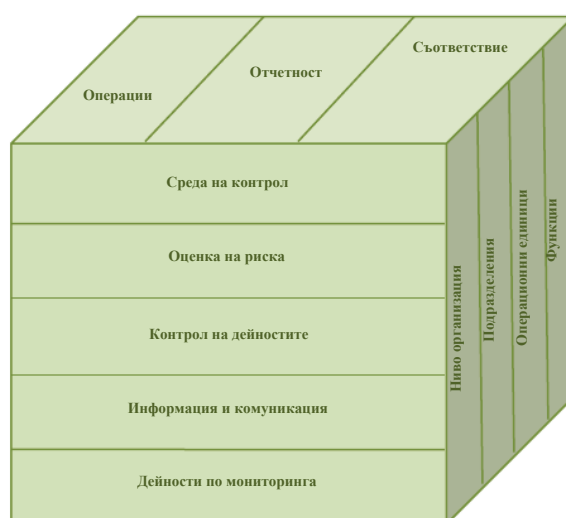 Операции
Отчетност
Съответствие
Среда на контрол
Оценка на риска
Контрол на дейностите
Информация и комуникация
Дейности по мониторинга
Ниво организация
Подразделения
Операционни единици
Функции